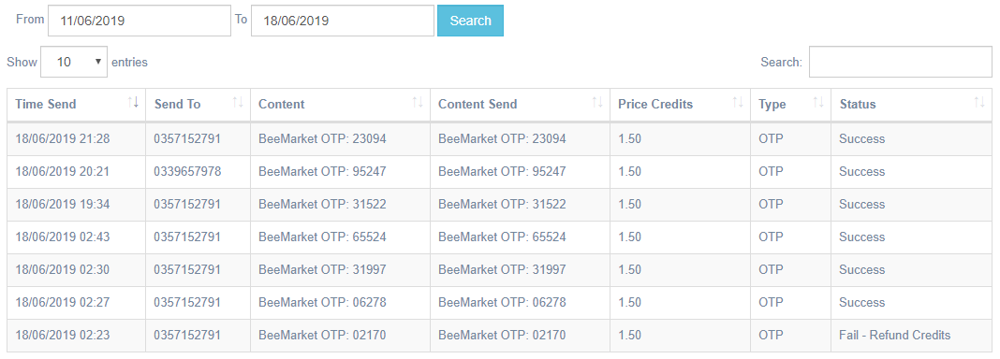 From 11/06/2019 To 18/06/2019 Search
Show 10 entries Search:
Time Send Send To Content Content Send Price Credits Type Status
18/06/2019 21:28 0357152791 BeeMarket OTP: 23094 BeeMarket OTP: 23094 1.50 OTP Success
18/06/2019 20:21 0339657978 BeeMarket OTP: 95247 BeeMarket OTP: 95247 1.50 OTP Success
18/06/2019 19:34 0357152791 BeeMarket OTP: 31522 BeeMarket OTP: 31522 1.50 OTP Success
18/06/2019 02:43 0357152791 BeeMarket OTP: 65524 BeeMarket OTP: 65524 1.50 OTP Success
18/06/2019 02:30 0357152791 BeeMarket OTP: 31997 BeeMarket OTP: 31997 1.50 OTP Success
18/06/2019 02:27 0357152791 BeeMarket OTP: 06278 BeeMarket OTP: 06278 1.50 OTP Success
18/06/2019 02:23 0357152791 BeeMarket OTP: 02170 BeeMarket OTP: 02170 1.50 OTP Fail - Refund Credits